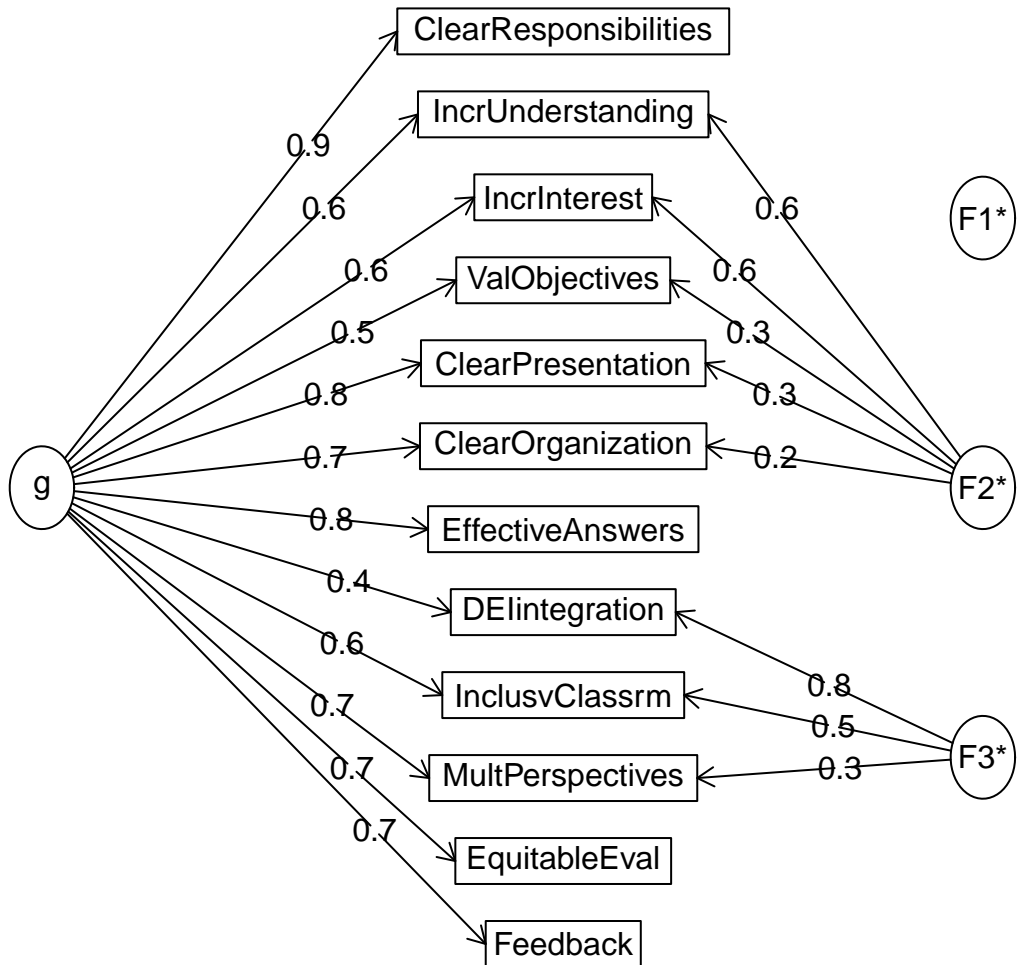 ClearResponsibilities
IncrUnderstanding
0.9
IncrInterest
0.6
0.6
F1*
ValObjectives
0.6
0.6
0.5
0.3
ClearPresentation
0.8
0.3
ClearOrganization
0.7
0.2
g
F2*
EffectiveAnswers
0.8
0.4
DEIintegration
0.6
0.8
InclusvClassrm
0.7
0.5
F3*
0.7
MultPerspectives
0.3
0.7
EquitableEval
Feedback